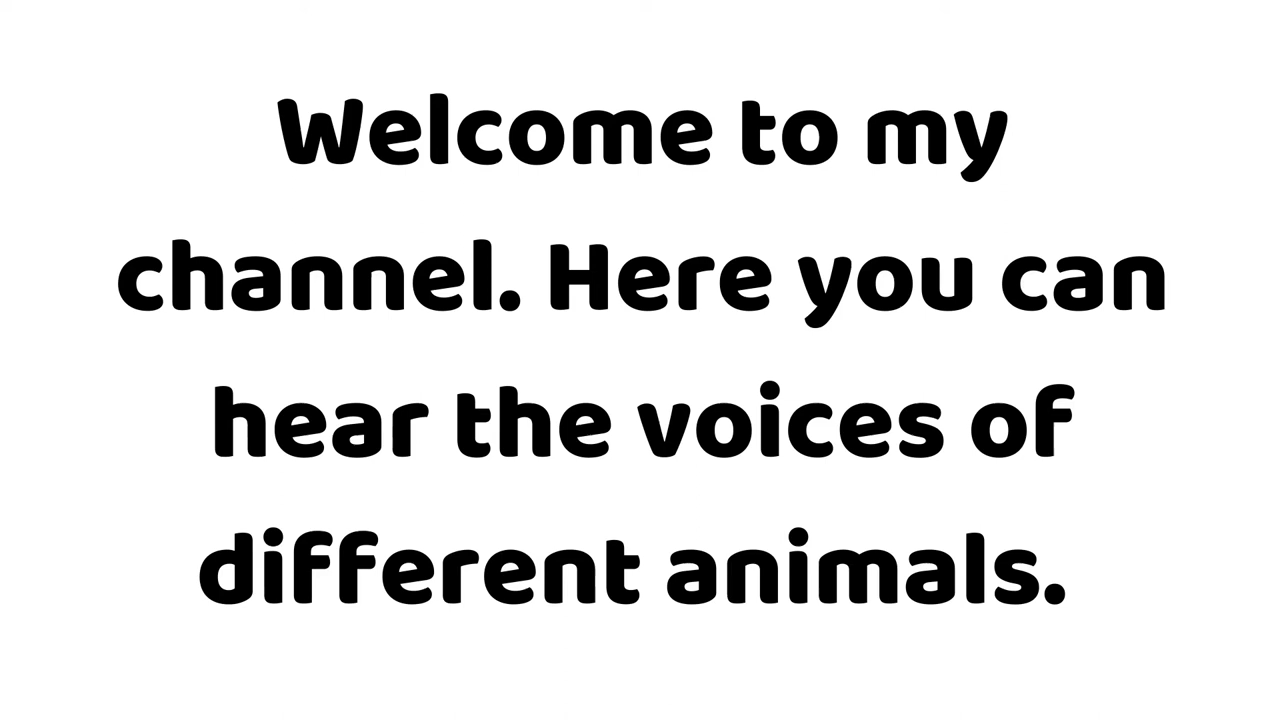 Welcome to my
channel. Here you can
hear the voices of
different animals.